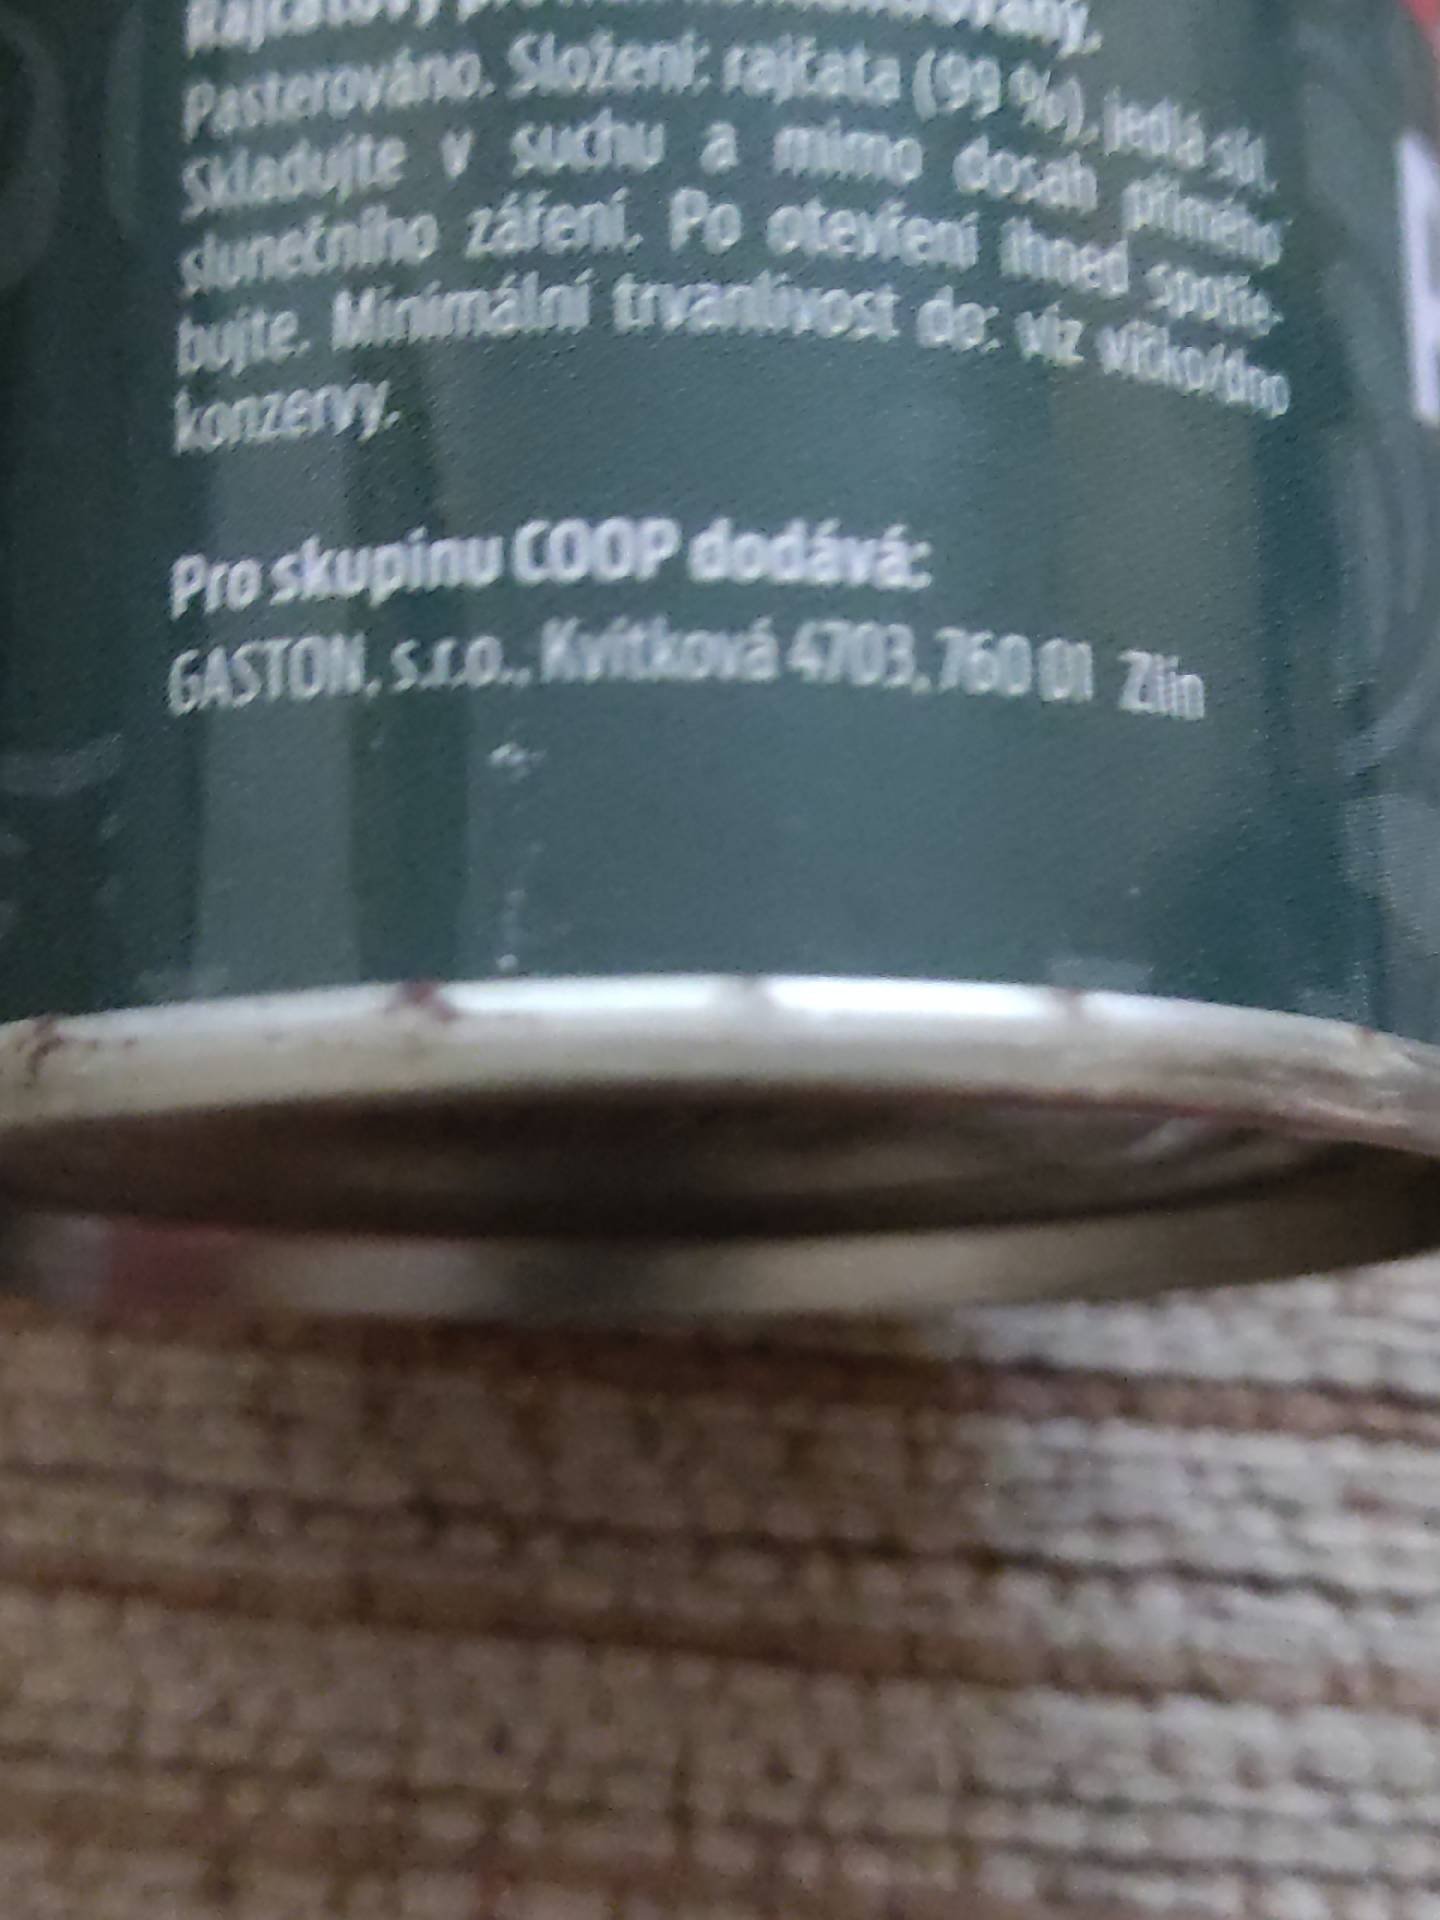 Rajčatový
Pasterováno. Složení: rajčata (99 %), jedlá sůl.
Skladujte v suchu a mimo dosah přímého
slunečního záření. Po otevření ihned spotře-
bujte. Minimální trvanlivost do: viz víčko/dno
konzervy.
Pro skupinu COOP dodává:
GASTON, s.r.o., Kvítková 4703, 760 01 Zlín